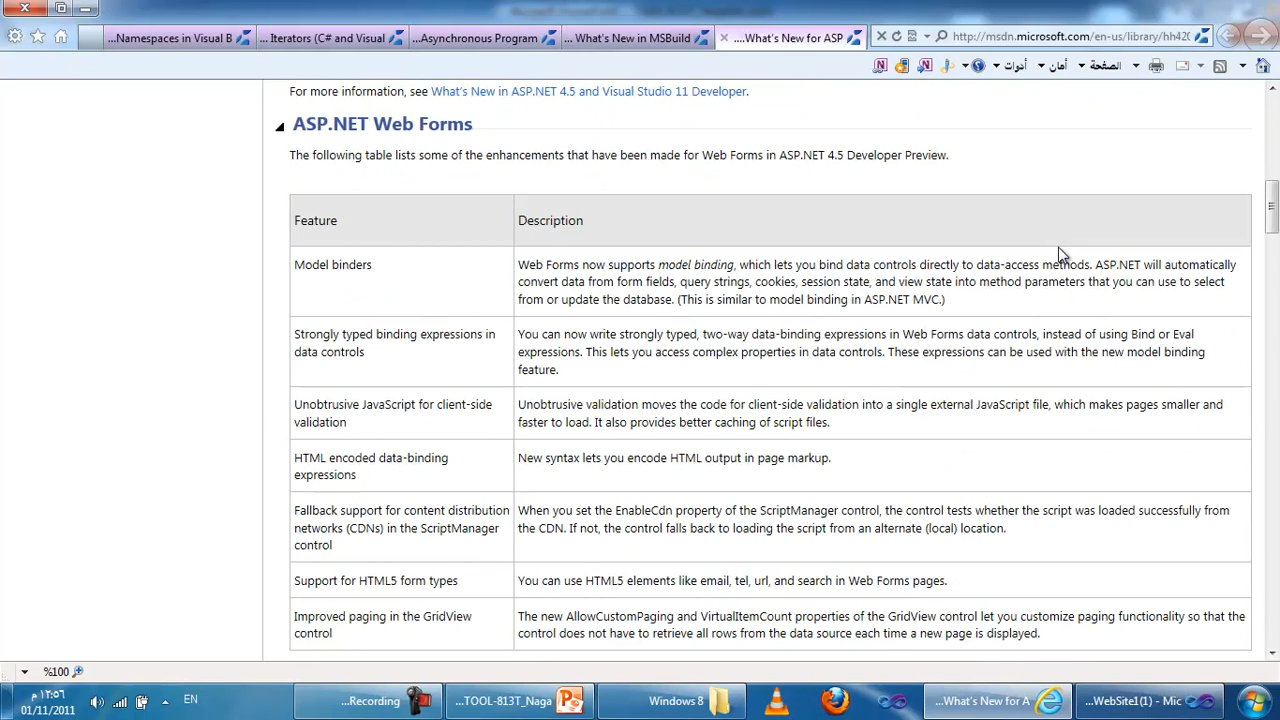 ...Namespaces in Visual B
... Iterators (C# and Visual
...Asynchronous Program
... What's New in MSBuild
....What's New for ASP
http://msdn.microsoft.com/en-us/library/hh420
الصفحة
أمان
أدوات
For more information, see What's New in ASP.NET 4.5 and Visual Studio 11 Developer.
ASP.NET Web Forms
The following table lists some of the enhancements that have been made for Web Forms in ASP.NET 4.5 Developer Preview.
Feature
Description
Model binders
Web Forms now supports model binding, which lets you bind data controls directly to data-access methods. ASP.NET will automatically
convert data from form fields, query strings, cookies, session state, and view state into method parameters that you can use to select
from or update the database. (This is similar to model binding in ASP.NET MVC.)
Strongly typed binding expressions in
data controls
You can now write strongly typed, two-way data-binding expressions in Web Forms data controls, instead of using Bind or Eval
expressions. This lets you access complex properties in data controls. These expressions can be used with the new model binding
feature.
Unobtrusive JavaScript for client-side
validation
Unobtrusive validation moves the code for client-side validation into a single external JavaScript file, which makes pages smaller and
faster to load. It also provides better caching of script files.
HTML encoded data-binding
expressions
New syntax lets you encode HTML output in page markup.
Fallback support for content distribution
networks (CDNs) in the ScriptManager
control
When you set the EnableCdn property of the ScriptManager control, the control tests whether the script was loaded successfully from
the CDN. If not, the control falls back to loading the script from an alternate (local) location.
Support for HTML5 form types
You can use HTML5 elements like email, tel, url, and search in Web Forms pages.
Improved paging in the GridView
control
The new AllowCustomPaging and VirtualItemCount properties of the GridView control let you customize paging functionality so that the
control does not have to retrieve all rows from the data source each time a new page is displayed.
%100
١٢:٥٦ م
01/11/2011
EN
...Recording
...TOOL-813T_Naga
Windows 8
...What's New for A
...WebSite1(1) - Mic